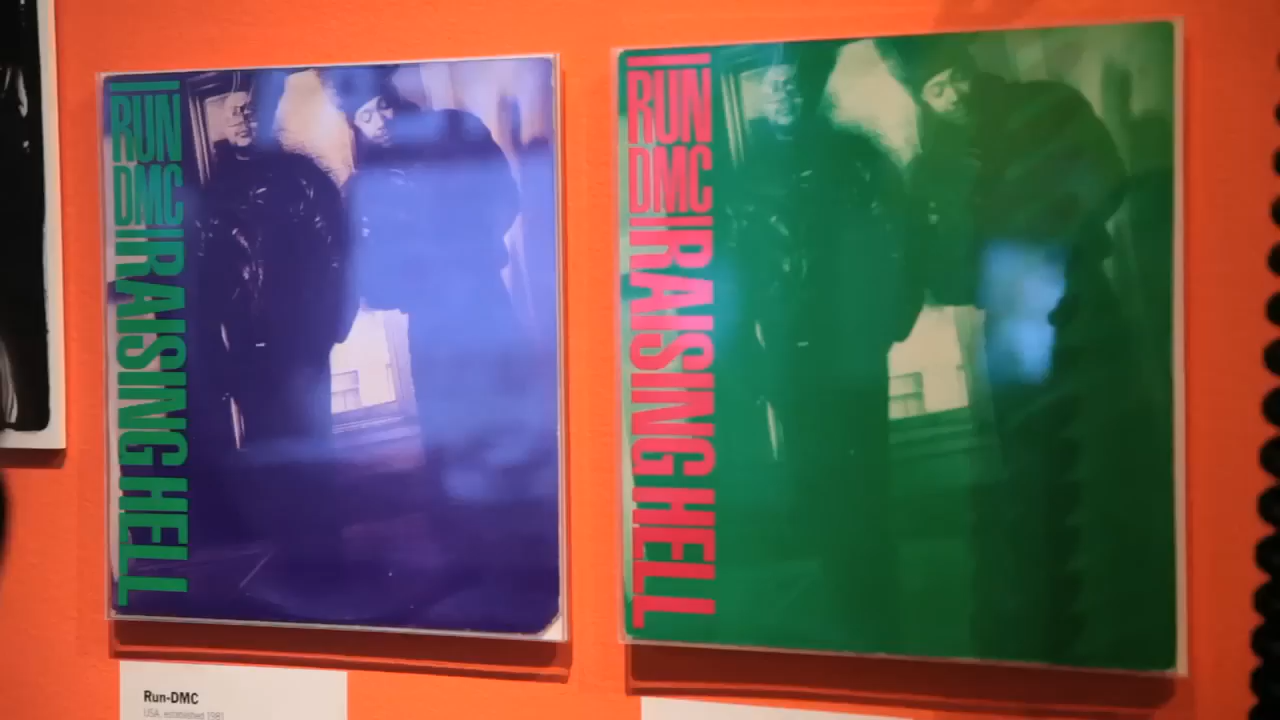 RUN
DMC
RAISING HELL
RUN
DMC
RAISING HELL
Run-DMC
USA, established 1981